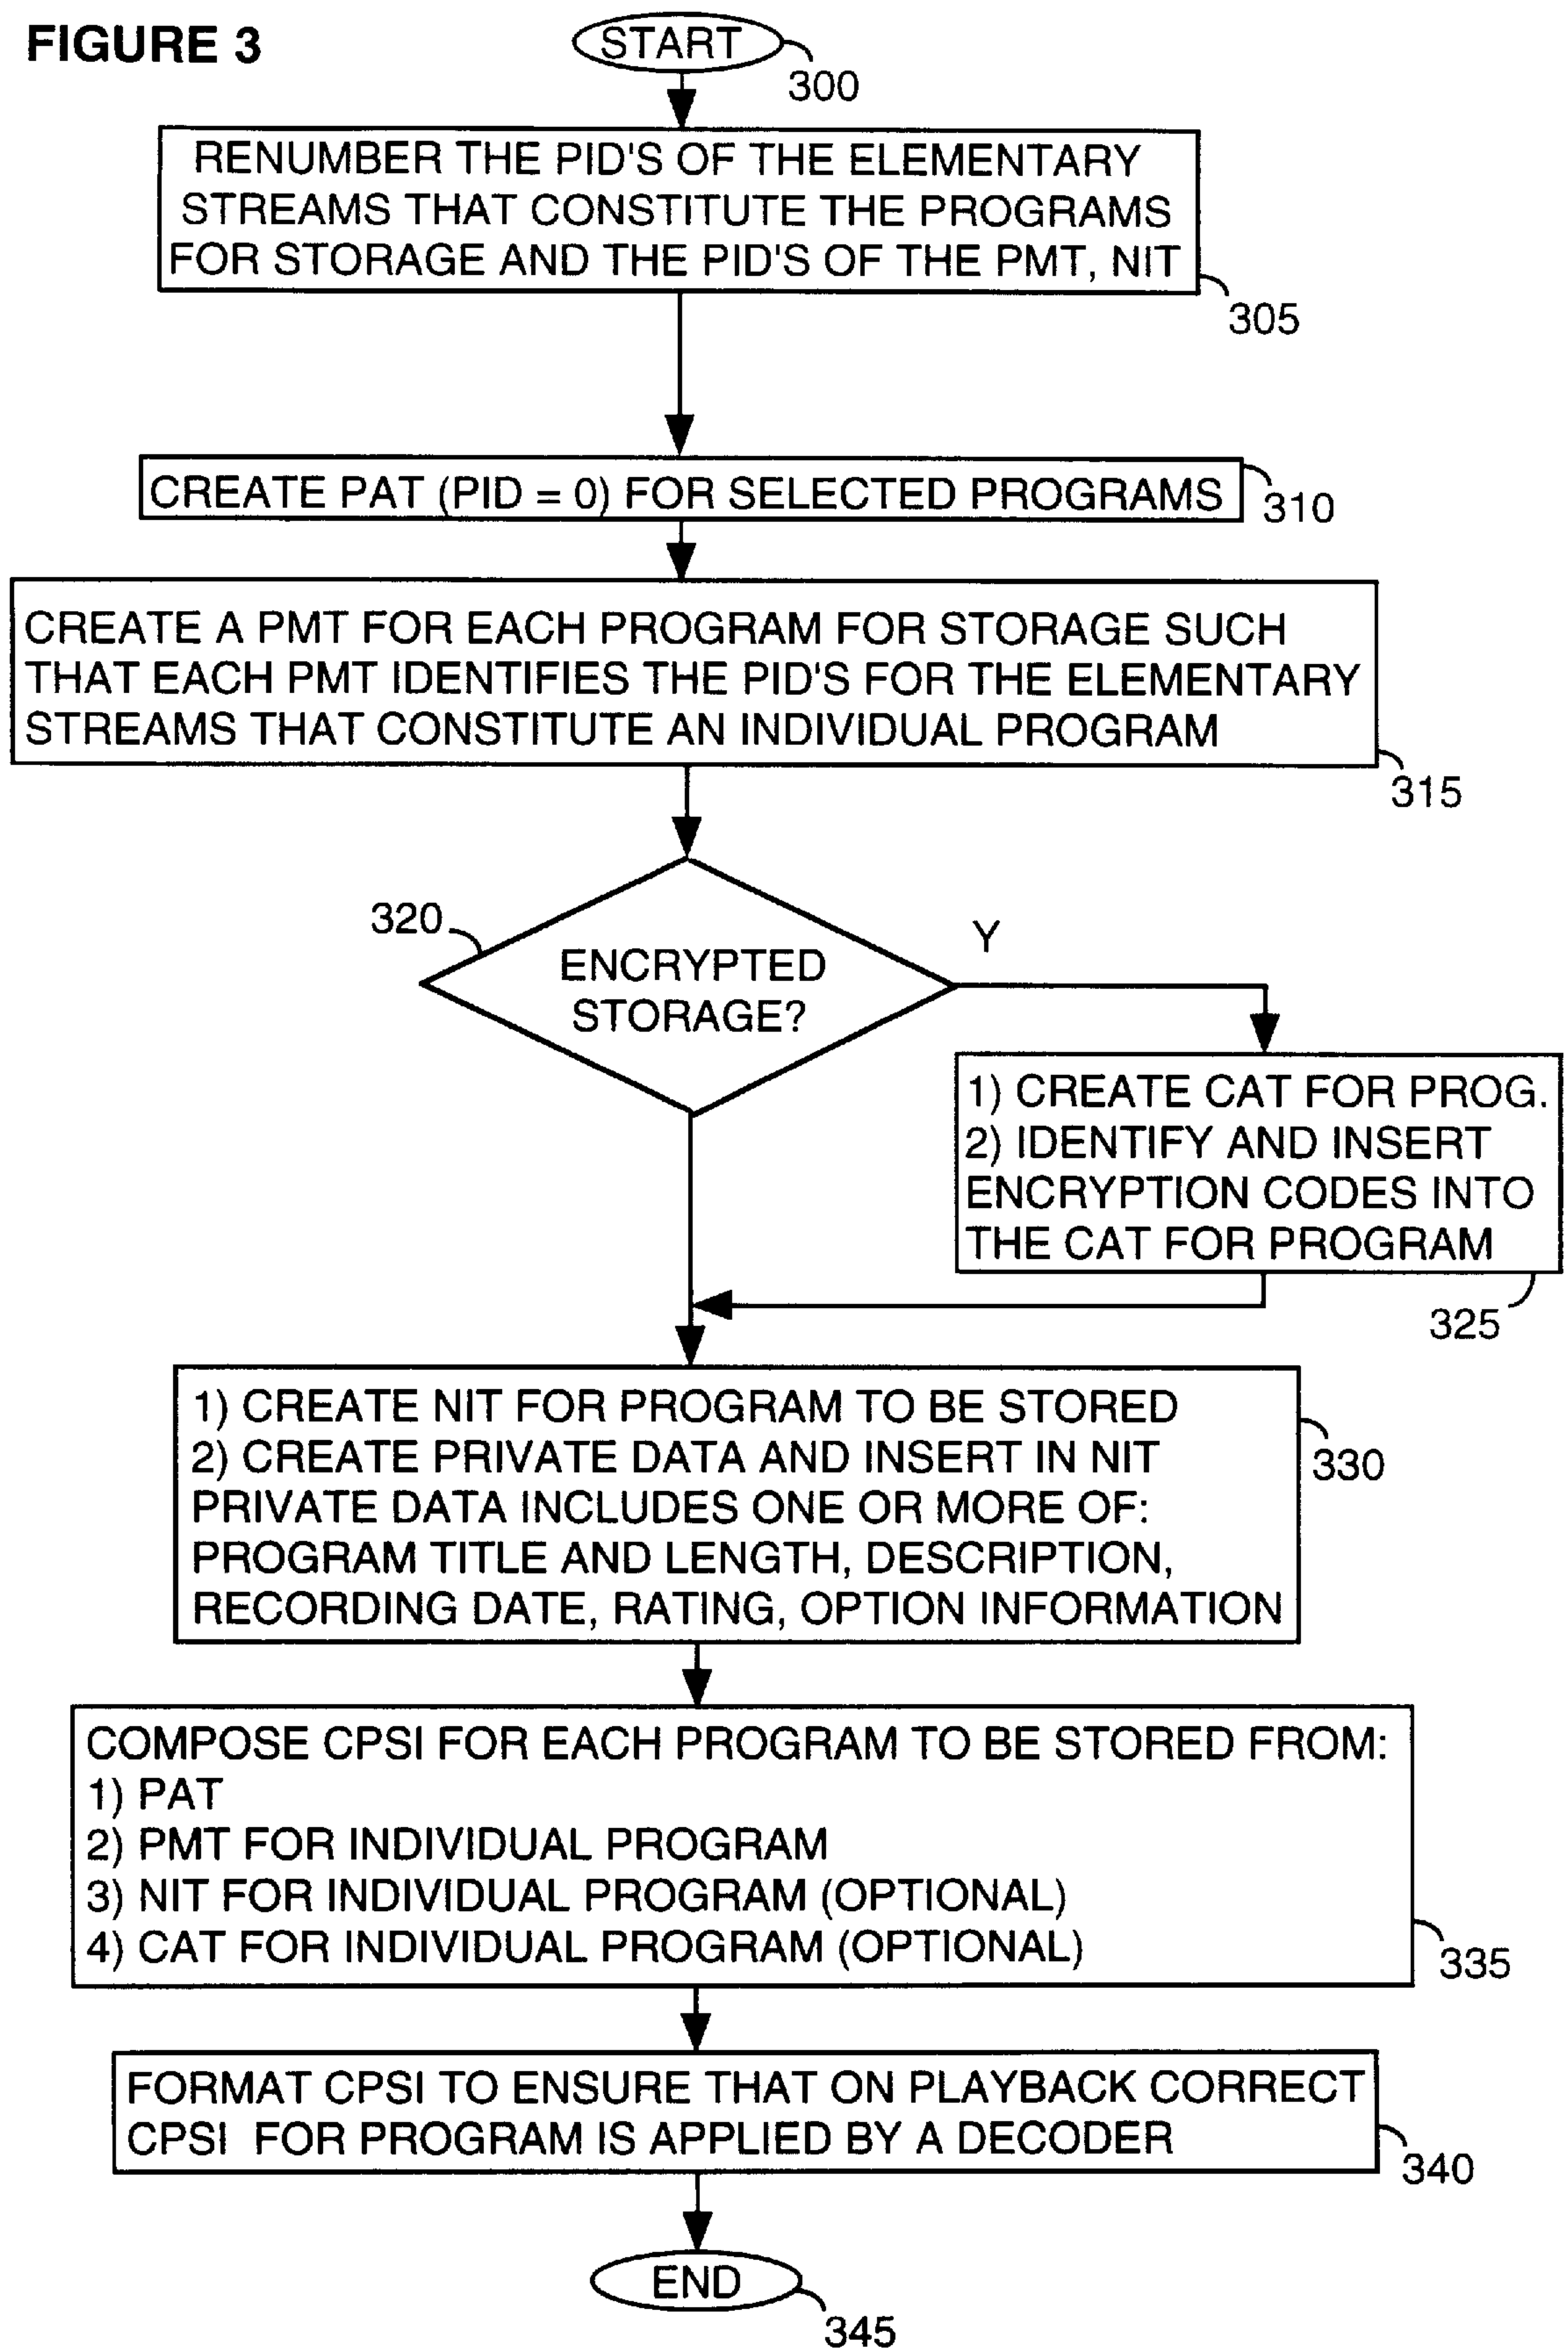 FIGURE 3
START
300
RENUMBER THE PID'S OF THE ELEMENTARY
STREAMS THAT CONSTITUTE THE PROGRAMS
FOR STORAGE AND THE PID'S OF THE PMT, NIT
305
CREATE PAT (PID = 0) FOR SELECTED PROGRAMS
310
CREATE A PMT FOR EACH PROGRAM FOR STORAGE SUCH
THAT EACH PMT IDENTIFIES THE PID'S FOR THE ELEMENTARY
STREAMS THAT CONSTITUTE AN INDIVIDUAL PROGRAM
315
320
ENCRYPTED
STORAGE?
Y
1) CREATE CAT FOR PROG.
2) IDENTIFY AND INSERT
ENCRYPTION CODES INTO
THE CAT FOR PROGRAM
325
1) CREATE NIT FOR PROGRAM TO BE STORED
2) CREATE PRIVATE DATA AND INSERT IN NIT
PRIVATE DATA INCLUDES ONE OR MORE OF:
PROGRAM TITLE AND LENGTH, DESCRIPTION,
RECORDING DATE, RATING, OPTION INFORMATION
330
COMPOSE CPSI FOR EACH PROGRAM TO BE STORED FROM:
1) PAT
2) PMT FOR INDIVIDUAL PROGRAM
3) NIT FOR INDIVIDUAL PROGRAM (OPTIONAL)
4) CAT FOR INDIVIDUAL PROGRAM (OPTIONAL)
335
FORMAT CPSI TO ENSURE THAT ON PLAYBACK CORRECT
CPSI FOR PROGRAM IS APPLIED BY A DECODER
340
END
345